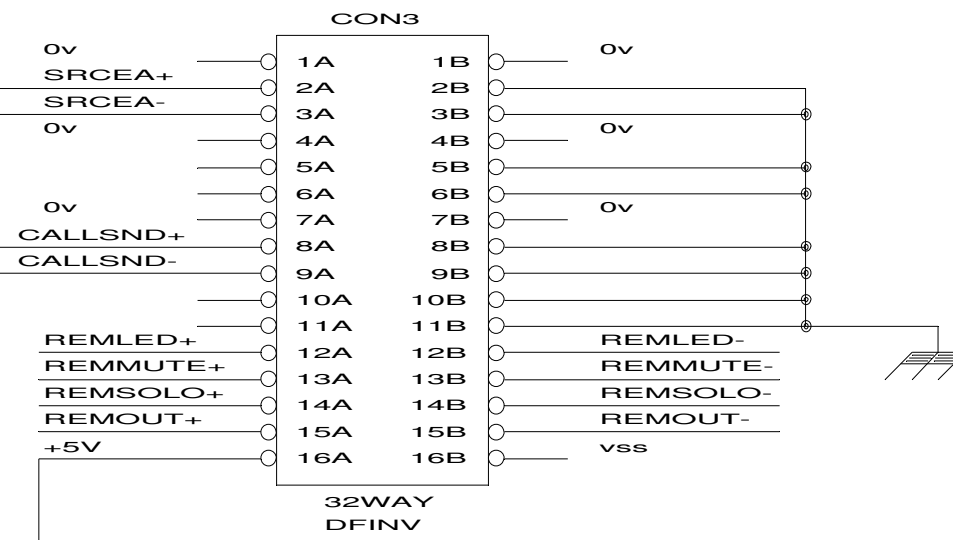 CON3
0v 1A 1B 0v
SRCEA+ 2A 2B
SRCEA- 3A 3B
0v 4A 4B 0v
5A 5B
6A 6B
0v 7A 7B 0v
CALLSND+ 8A 8B
CALLSND- 9A 9B
10A 10B
11A 11B
REMLED+ 12A 12B REMLED-
REMMUTE+ 13A 13B REMMUTE-
REMSOLO+ 14A 14B REMSOLO-
REMOUT+ 15A 15B REMOUT-
+5V 16A 16B vss
32WAY
DFINV